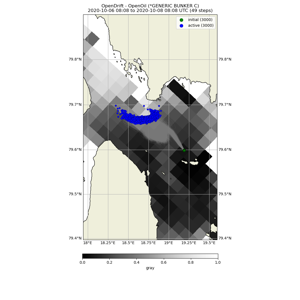 OpenDrift - OpenOil (*GENERIC BUNKER C)
2020-10-06 08:08 to 2020-10-08 08:08 UTC (49 steps)
initial (3000)
active (3000)
79.8°N
79.8°N
79.7°N
79.7°N
79.6°N
79.6°N
79.5°N
79.5°N
79.4°N
79.4°N
18°E 18.25°E 18.5°E 18.75°E 19°E 19.25°E 19.5°E
0.0 0.2 0.4 0.6 0.8 1.0
gray